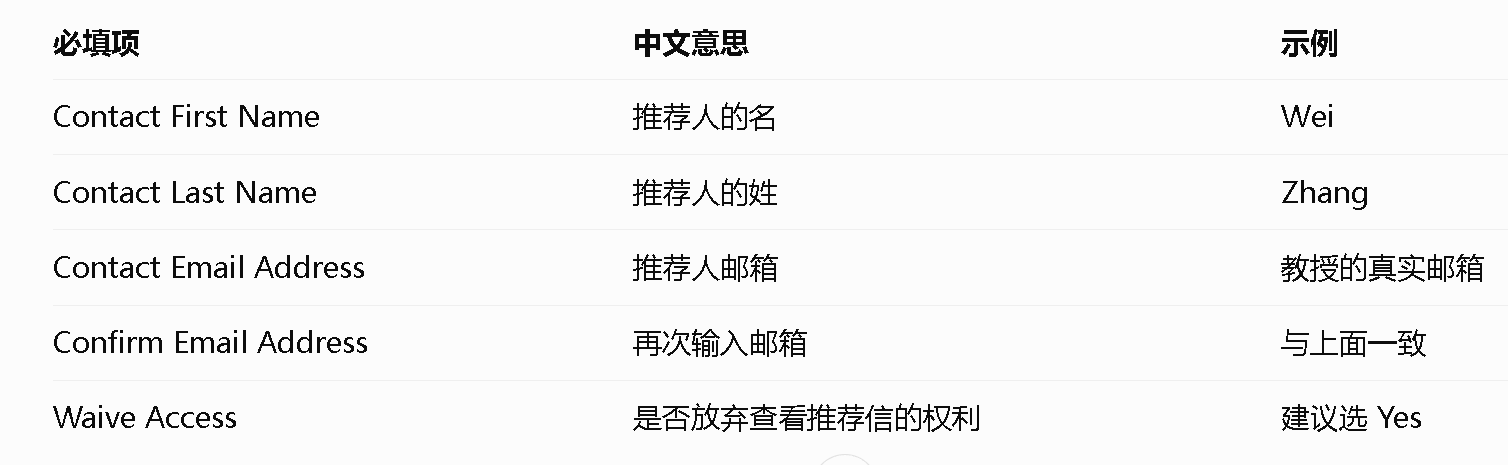 必填项 中文意思 示例
Contact First Name 推荐人的名 Wei
Contact Last Name 推荐人的姓 Zhang
Contact Email Address 推荐人邮箱 教授的真实邮箱
Confirm Email Address 再次输入邮箱 与上面一致
Waive Access 是否放弃查看推荐信的权利 建议选 Yes